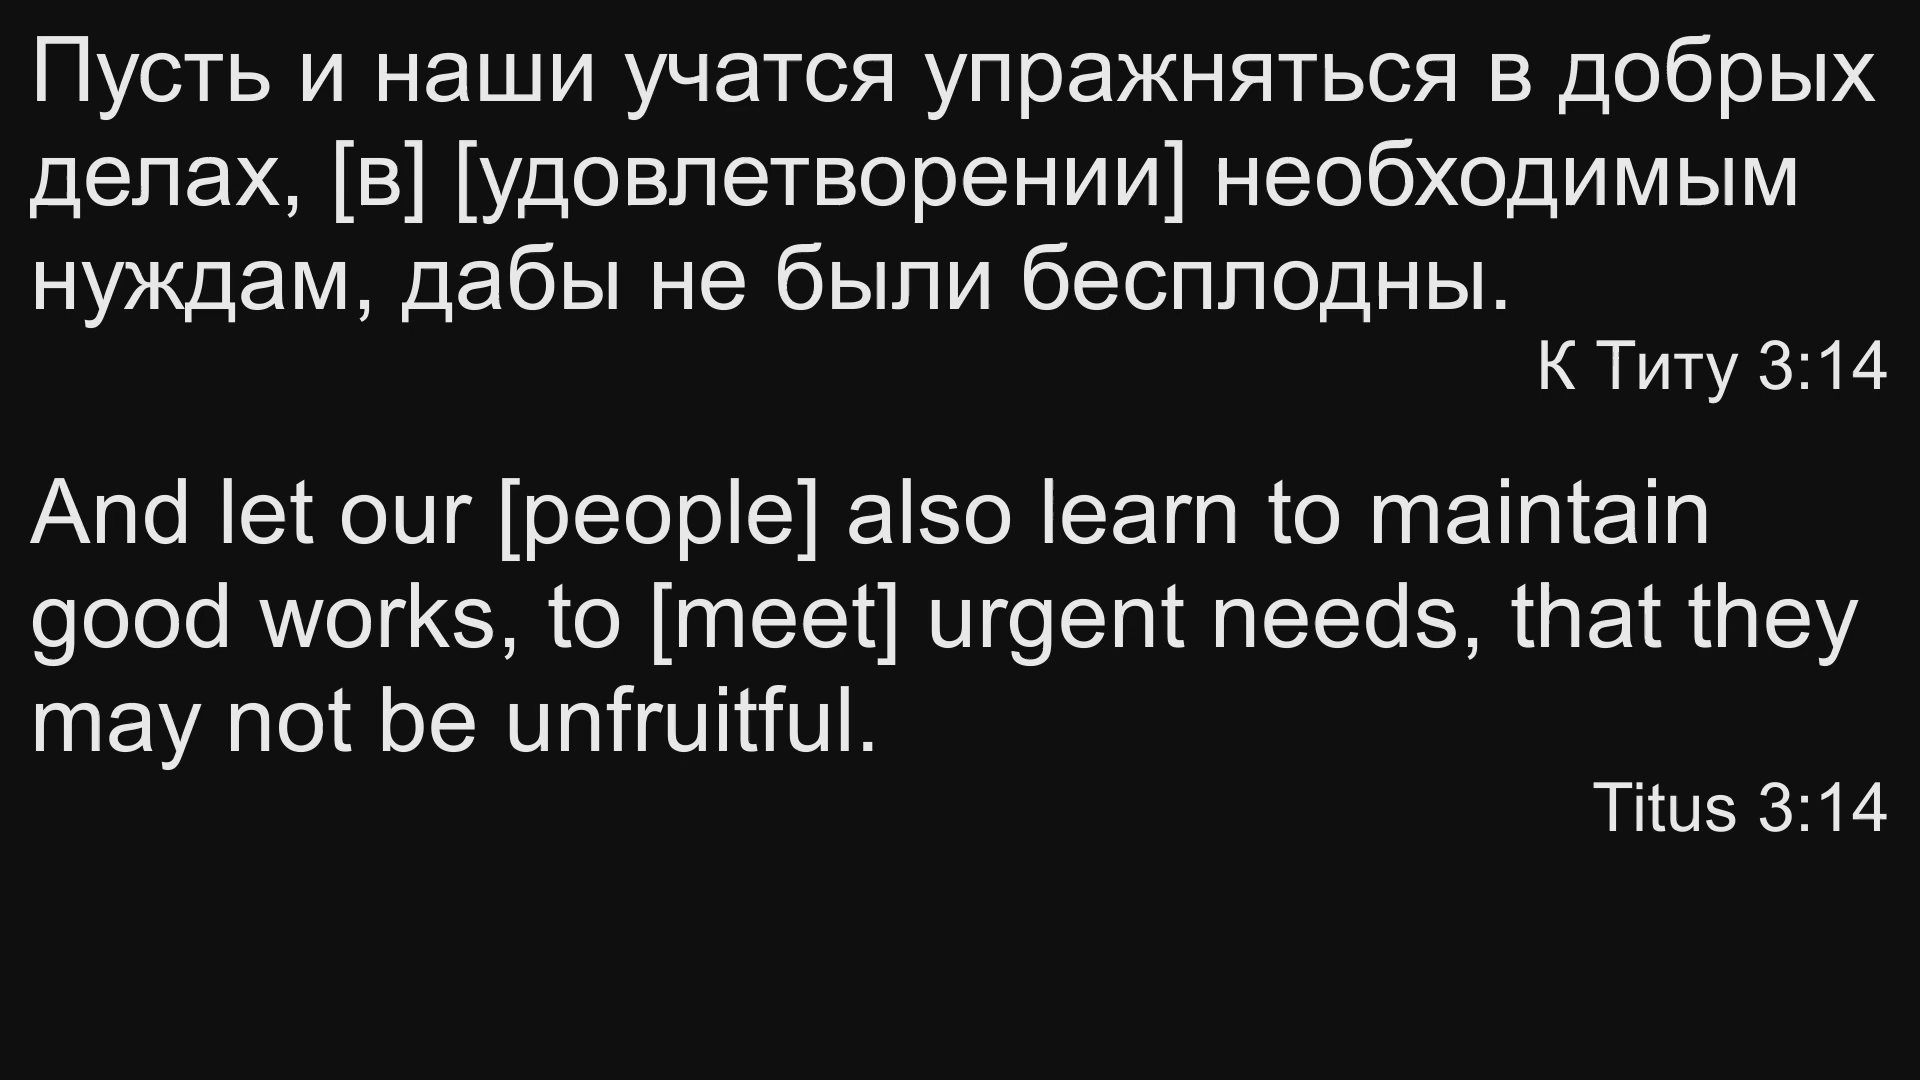 Пусть и наши учатся упражняться в добрых
делах, [в] [удовлетворении] необходимым
нуждам, дабы не были бесплодны.
К Титу 3:14
And let our [people] also learn to maintain
good works, to [meet] urgent needs, that they
may not be unfruitful.
Titus 3:14